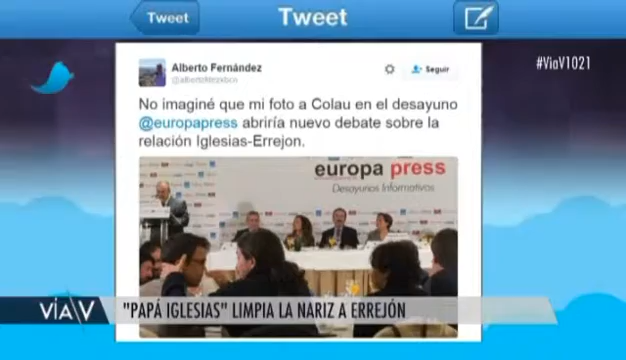 Tweet
Tweet
#ViaV1021
Alberto Fernández
Seguir
No imaginé que mi foto a Colau en el desayuno
@europapress abriría nuevo debate sobre la
relación Iglesias-Errejon.
europa press
Desayunos Informativos
VIAV
"PAPÁ IGLESIAS" LIMPIA LA NARIZ A ERREJÓN